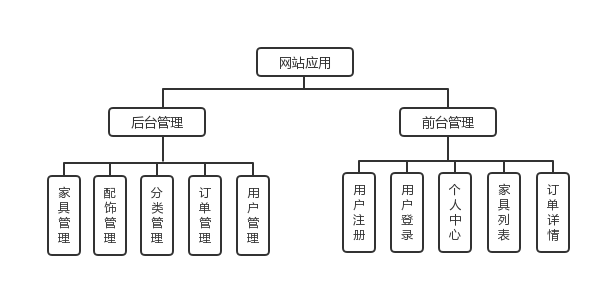 网站应用
后台管理
前台管理
家具管理
配饰管理
分类管理
订单管理
用户管理
用户注册
用户登录
个人中心
家具列表
订单详情